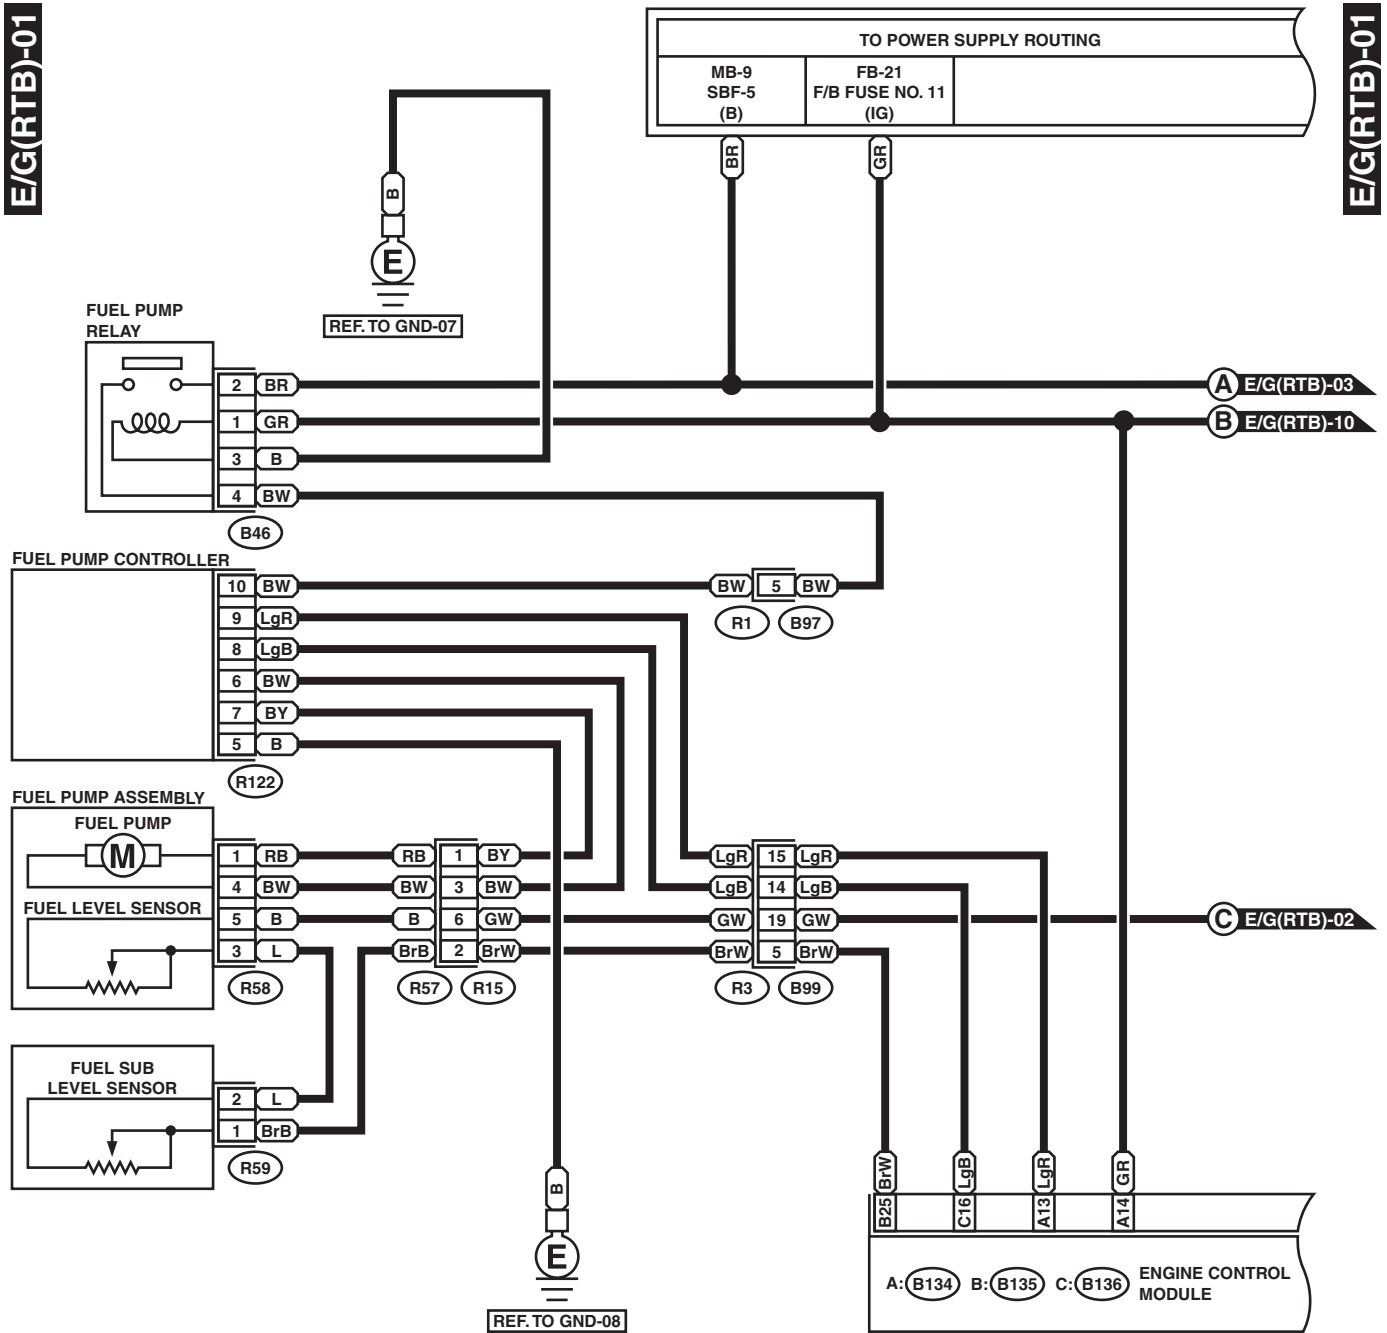 E/G(RTB)-01
E/G(RTB)-01
TO POWER SUPPLY ROUTING
MB-9
SBF-5
(B)
FB-21
F/B FUSE NO. 11
(IG)
BR
GR
B
E
REF. TO GND-07
FUEL PUMP
RELAY
2 BR
A E/G(RTB)-03
1 GR
B E/G(RTB)-10
3 B
4 BW
B46
FUEL PUMP CONTROLLER
10 BW
BW 5 BW
R1 B97
9 LgR
8 LgB
6 BW
7 BY
5 B
R122
FUEL PUMP ASSEMBLY
FUEL PUMP
M
1 RB
RB 1 BY
LgR 15 LgR
4 BW
BW 3 BW
LgB 14 LgB
FUEL LEVEL SENSOR
5 B
B 6 GW
GW 19 GW
C E/G(RTB)-02
3 L
BrB 2 BrW
BrW 5 BrW
R58
R57 R15
R3 B99
FUEL SUB
LEVEL SENSOR
2 L
1 BrB
R59
B
E
REF. TO GND-08
BrW
LgB
LgR
GR
B25
C16
A13
A14
A: B134 B: B135 C: B136
ENGINE CONTROL
MODULE